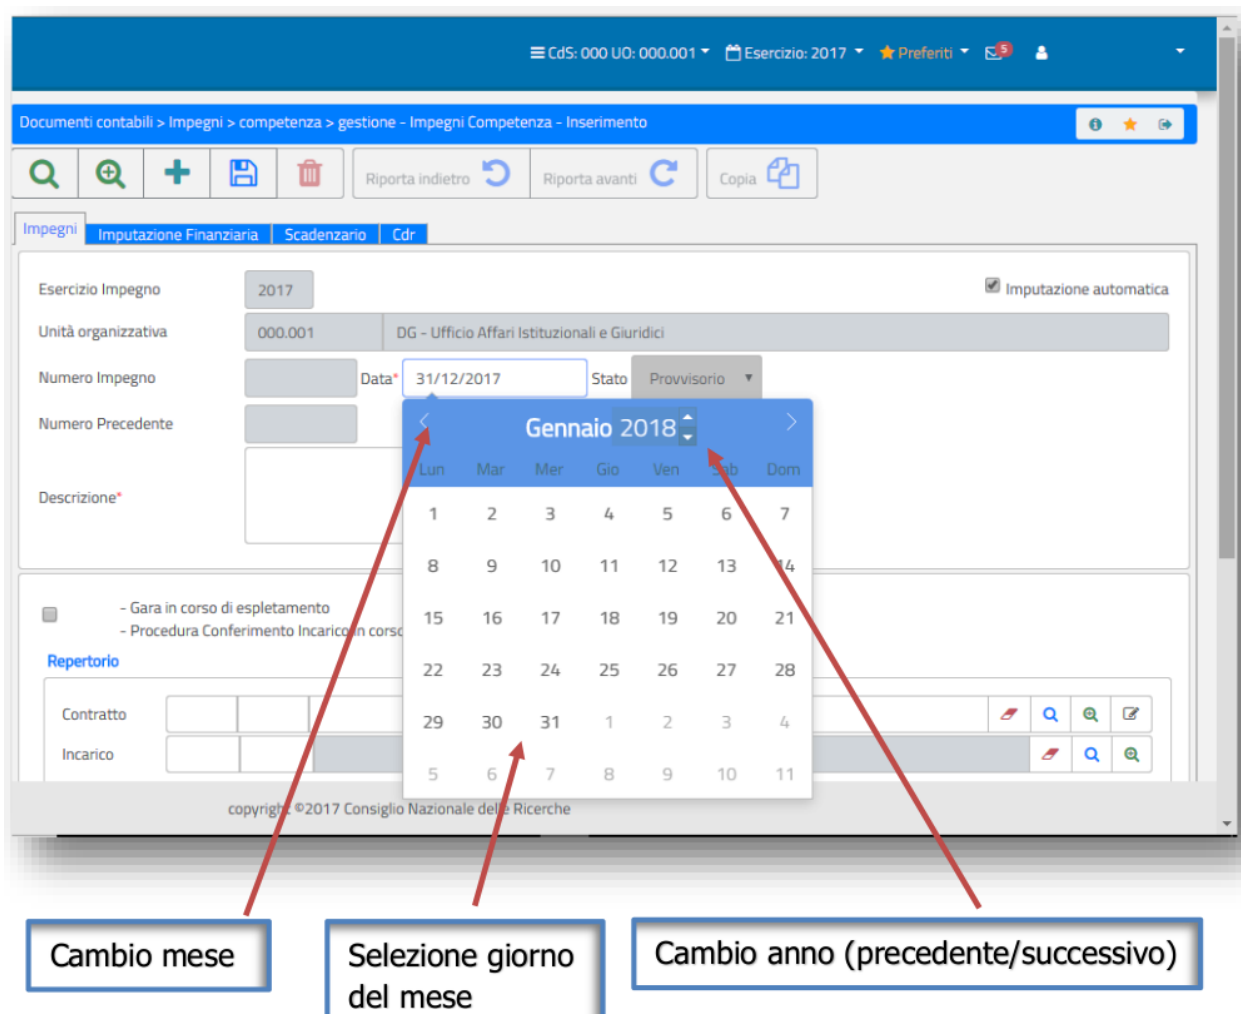 CdS: 000 UO: 000.001 Esercizio: 2017 Preferiti 5
Documenti contabili > Impegni > competenza > gestione - Impegni Competenza - Inserimento
Riporta indietro Riporta avanti Copia
Impegni Imputazione Finanziaria Scadenzario Cdr
Esercizio Impegno 2017 Imputazione automatica
Unità organizzativa 000.001 DG - Ufficio Affari Istituzionali e Giuridici
Numero Impegno Data* 31/12/2017 Stato Provvisorio
Numero Precedente
Gennaio 2018
Lun Mar Mer Gio Ven Sab Dom
Descrizione*
1 2 3 4 5 6 7
8 9 10 11 12 13 14
15 16 17 18 19 20 21
22 23 24 25 26 27 28
29 30 31 1 2 3 4
5 6 7 8 9 10 11
- Gara in corso di espletamento
- Procedura Conferimento Incarico in corso
Repertorio
Contratto
Incarico
copyright ©2017 Consiglio Nazionale delle Ricerche
Cambio mese
Selezione giorno
del mese
Cambio anno (precedente/successivo)